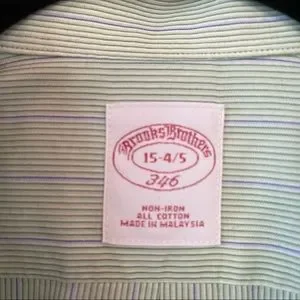 Brooks Brothers
15-4/5
346
NON-IRON
ALL COTTON
MADE IN MALAYSIA